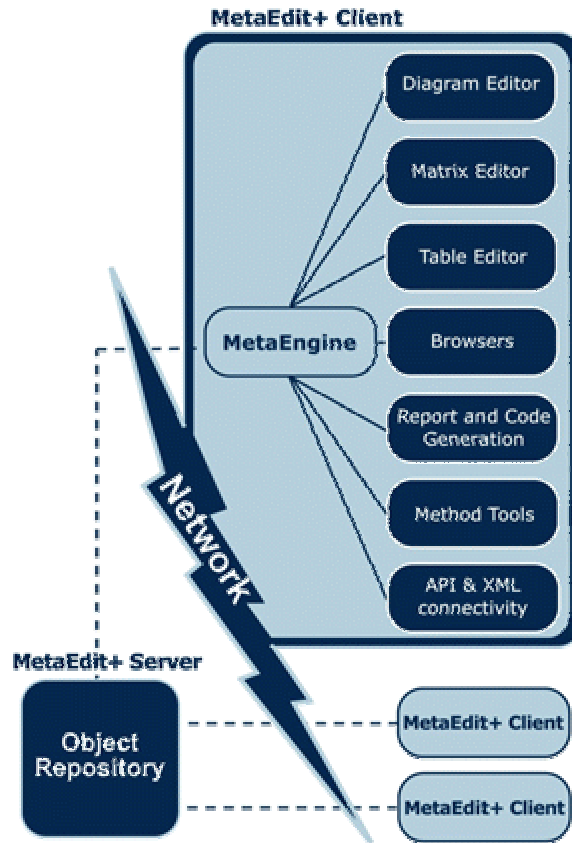 MetaEdit+ Client
Diagram Editor
Matrix Editor
Table Editor
MetaEngine
Browsers
Report and Code
Generation
Method Tools
API & XML
connectivity
Network
MetaEdit+ Server
Object
Repository
MetaEdit+ Client
MetaEdit+ Client